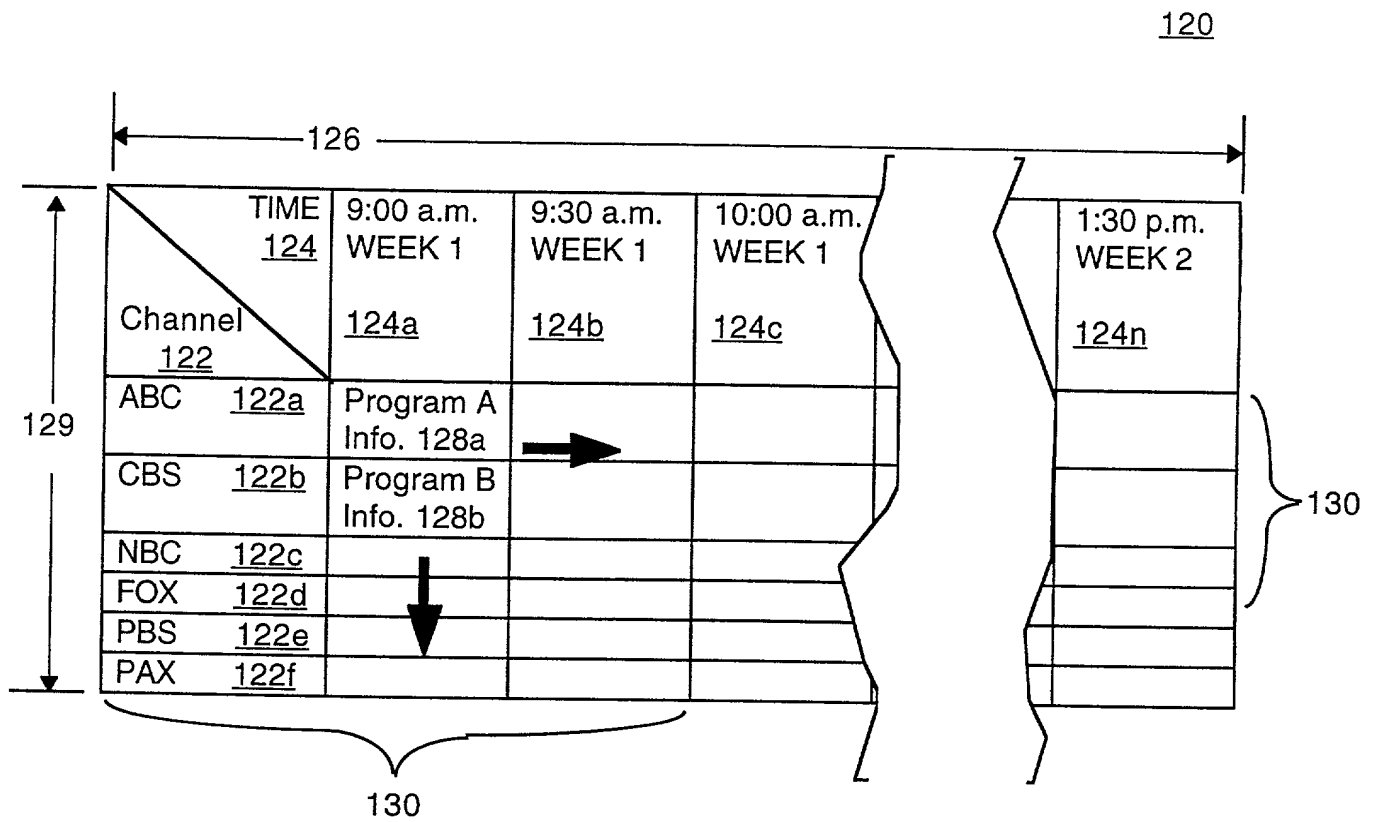 120
126
TIME
124
Channel
122
9:00 a.m.
WEEK 1
124a
9:30 a.m.
WEEK 1
124b
10:00 a.m.
WEEK 1
124c
1:30 p.m.
WEEK 2
124n
129
ABC 122a
Program A
Info. 128a
CBS 122b
Program B
Info. 128b
NBC 122c
FOX 122d
PBS 122e
PAX 122f
130
130